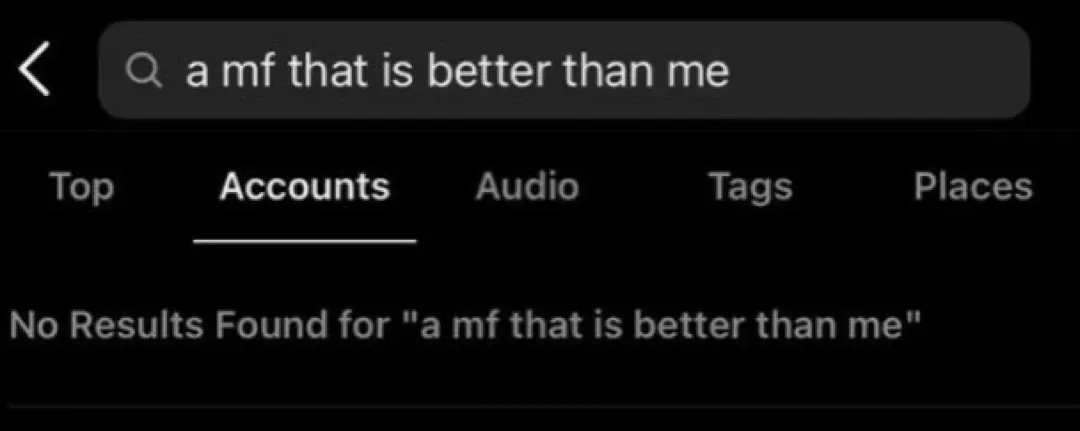 a mf that is better than me
Top Accounts Audio Tags Places
No Results Found for "a mf that is better than me"